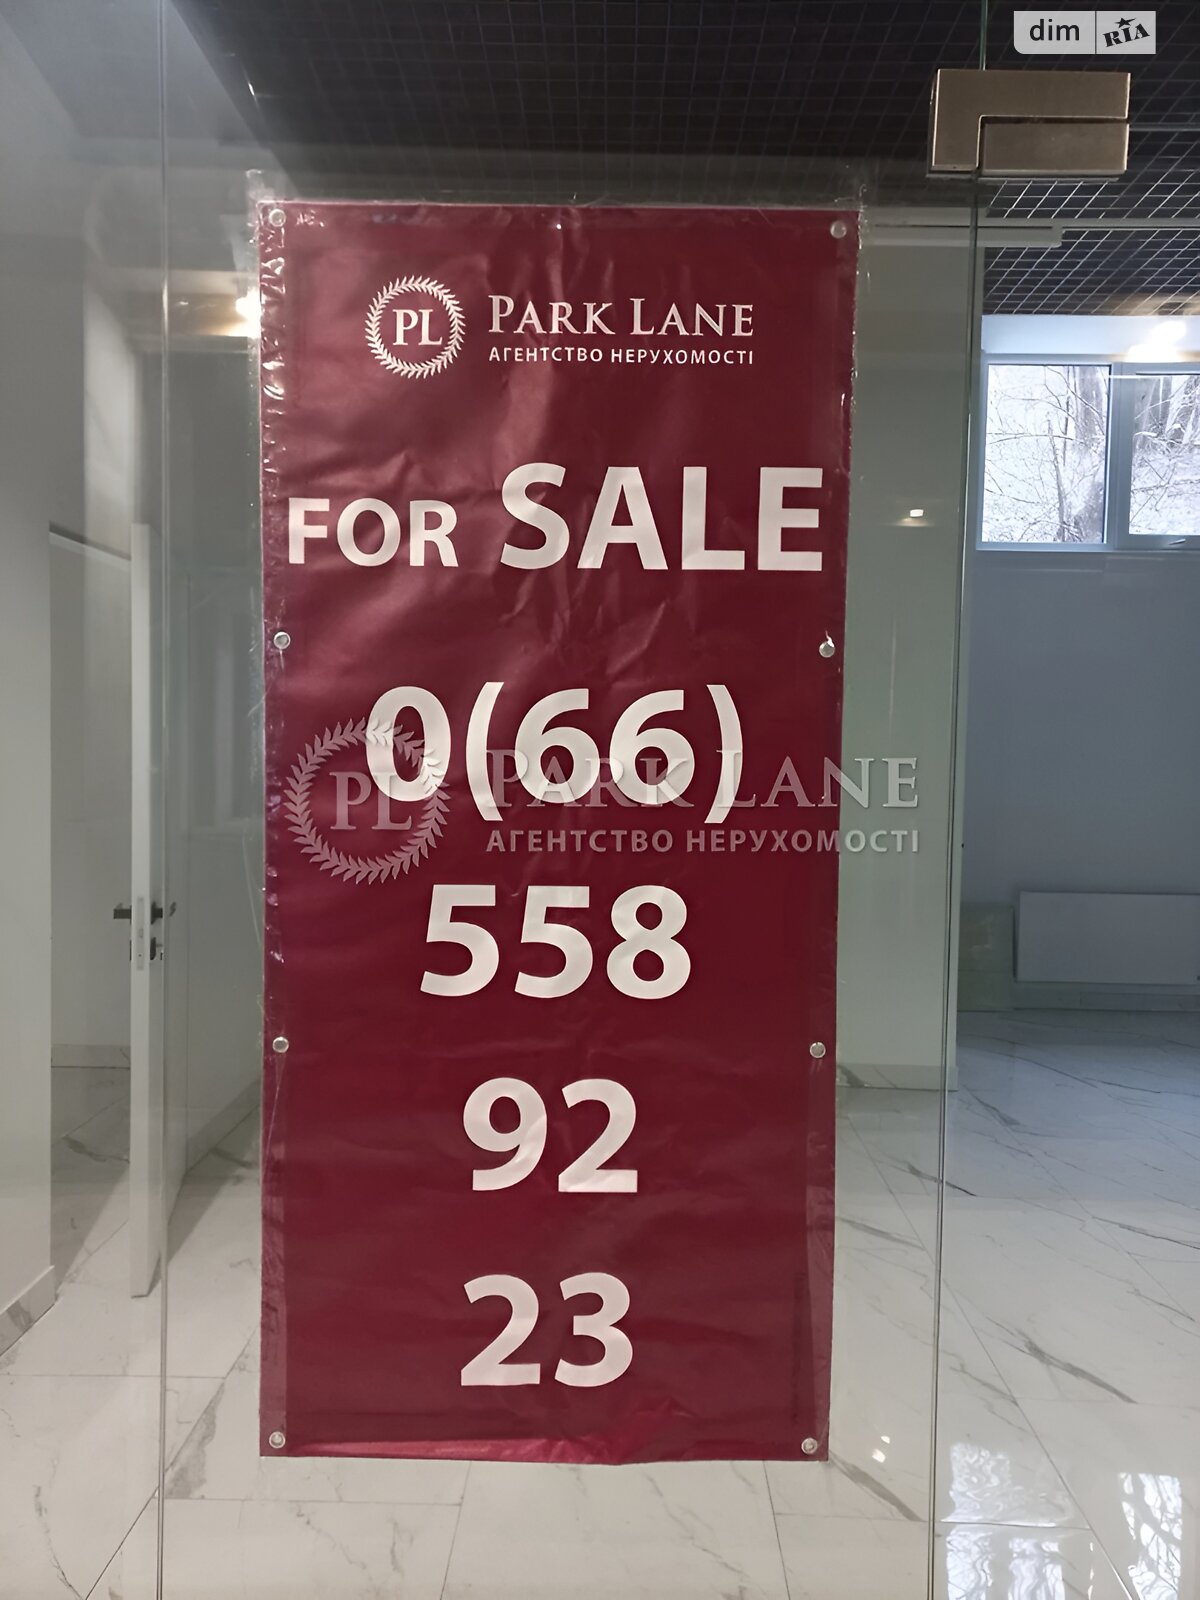 dim RIA
PL PARK LANE
АГЕНТСТВО НЕРУХОМОСТІ
FOR SALE
0(66)
PL PARK LANE
АГЕНТСТВО НЕРУХОМОСТІ
558
92
23